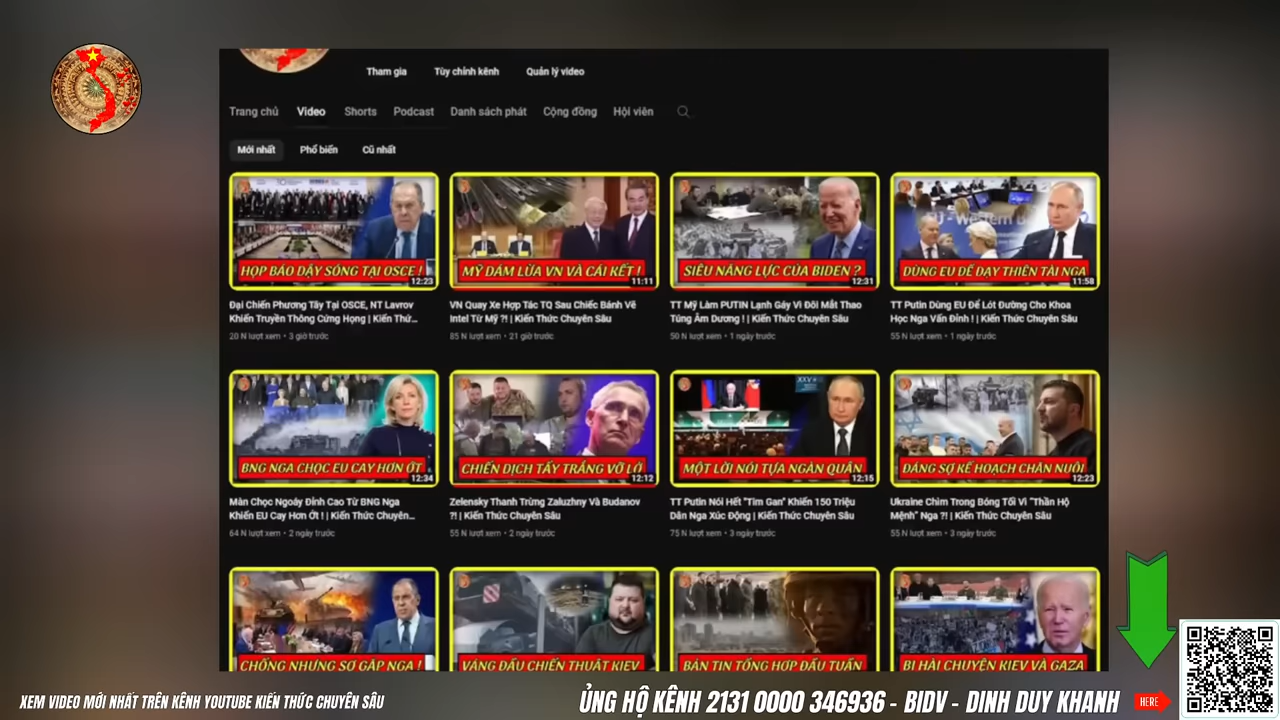 Tham gia
Tùy chỉnh kênh
Quản lý video
Trang chủ
Video
Shorts
Podcast
Danh sách phát
Cộng đồng
Hội viên
Mới nhất
Phổ biến
Cũ nhất
HỌP BÁO DẬY SÓNG TẠI OSCE !
12:23
MỸ DÁM LỪA VN VÀ CÁI KẾT !
11:11
SIÊU NĂNG LỰC CỦA BIDEN ?
12:31
DÙNG EU ĐỂ DẠY THIÊN TÀI NGA
11:58
Đại Chiến Phương Tây Tại OSCE, NT Lavrov
Khiến Truyền Thông Cứng Họng | Kiến Thứ...
20 N lượt xem • 3 giờ trước
VN Quay Xe Hợp Tác TQ Sau Chiếc Bánh Vẽ
Intel Từ Mỹ ?! | Kiến Thức Chuyên Sâu
85 N lượt xem • 21 giờ trước
TT Mỹ Làm PUTIN Lạnh Gáy Vì Đôi Mắt Thao
Túng Âm Dương ! | Kiến Thức Chuyên Sâu
50 N lượt xem • 1 ngày trước
TT Putin Dùng EU Để Lót Đường Cho Khoa
Học Nga Vấn Đỉnh ! | Kiến Thức Chuyên Sâu
55 N lượt xem • 1 ngày trước
BNG NGA CHỌC EU CAY HƠN ỚT
12:34
CHIẾN DỊCH TẨY TRẮNG VỠ LỞ
12:12
MỘT LỜI NÓI TỰA NGÀN QUÂN
12:15
ĐÁNG SỢ KẾ HOẠCH CHĂN NUÔI
12:23
Màn Chọc Ngoáy Đỉnh Cao Từ BNG Nga
Khiến EU Cay Hơn Ớt ! | Kiến Thức Chuyên...
64 N lượt xem • 2 ngày trước
Zelensky Thanh Trừng Zaluzhny Và Budanov
?! | Kiến Thức Chuyên Sâu
55 N lượt xem • 2 ngày trước
TT Putin Nói Hết "Tim Gan" Khiến 150 Triệu
Dân Nga Xúc Động | Kiến Thức Chuyên Sâu
75 N lượt xem • 3 ngày trước
Ukraine Chìm Trong Bóng Tối Vì "Thần Hộ
Mệnh" Nga ?! | Kiến Thức Chuyên Sâu
55 N lượt xem • 3 ngày trước
CHỐNG NHƯNG SỢ GẶP NGA !
VÀNG ĐẦU CHIẾN THUẬT KIEV
BẢN TIN TỔNG HỢP ĐẦU TUẦN
BI HÀI CHUYỆN KIEV VÀ GAZA
XEM VIDEO MỚI NHẤT TRÊN KÊNH YOUTUBE KIẾN THỨC CHUYÊN SÂU
ỦNG HỘ KÊNH 2131 0000 346936 - BIDV - DINH DUY KHANH
HERE